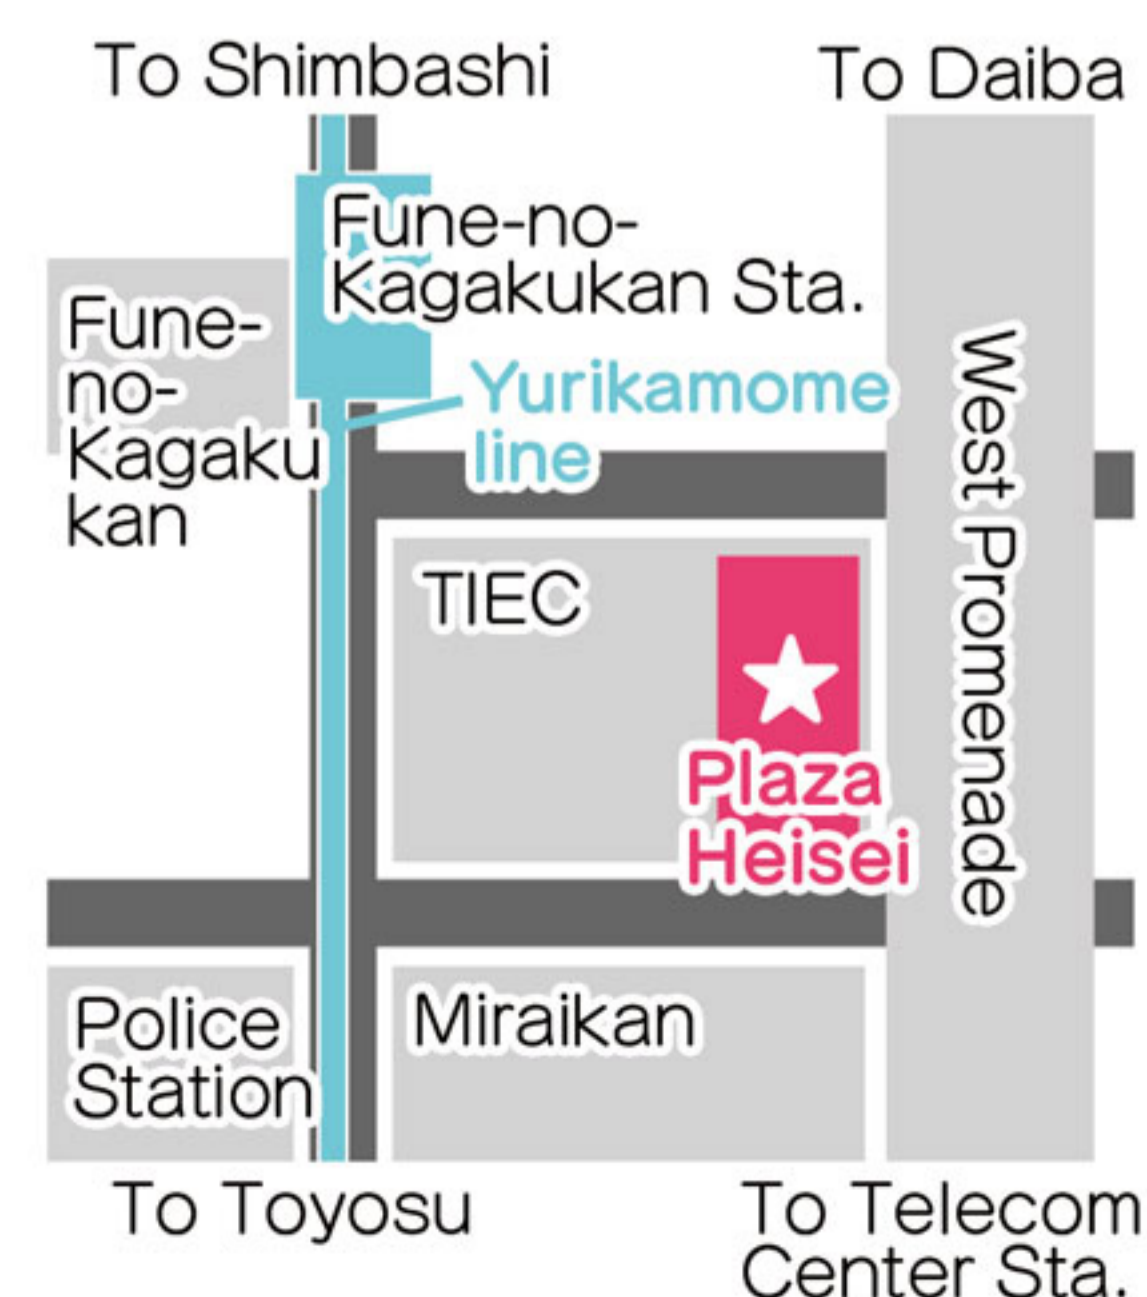 To Shimbashi
To Daiba
Fune-no-
Kagakukan Sta.
Fune-
no-
Kagaku
kan
Yurikamome
line
West Promenade
TIEC
Plaza
Heisei
Police
Station
Miraikan
To Toyosu
To Telecom
Center Sta.